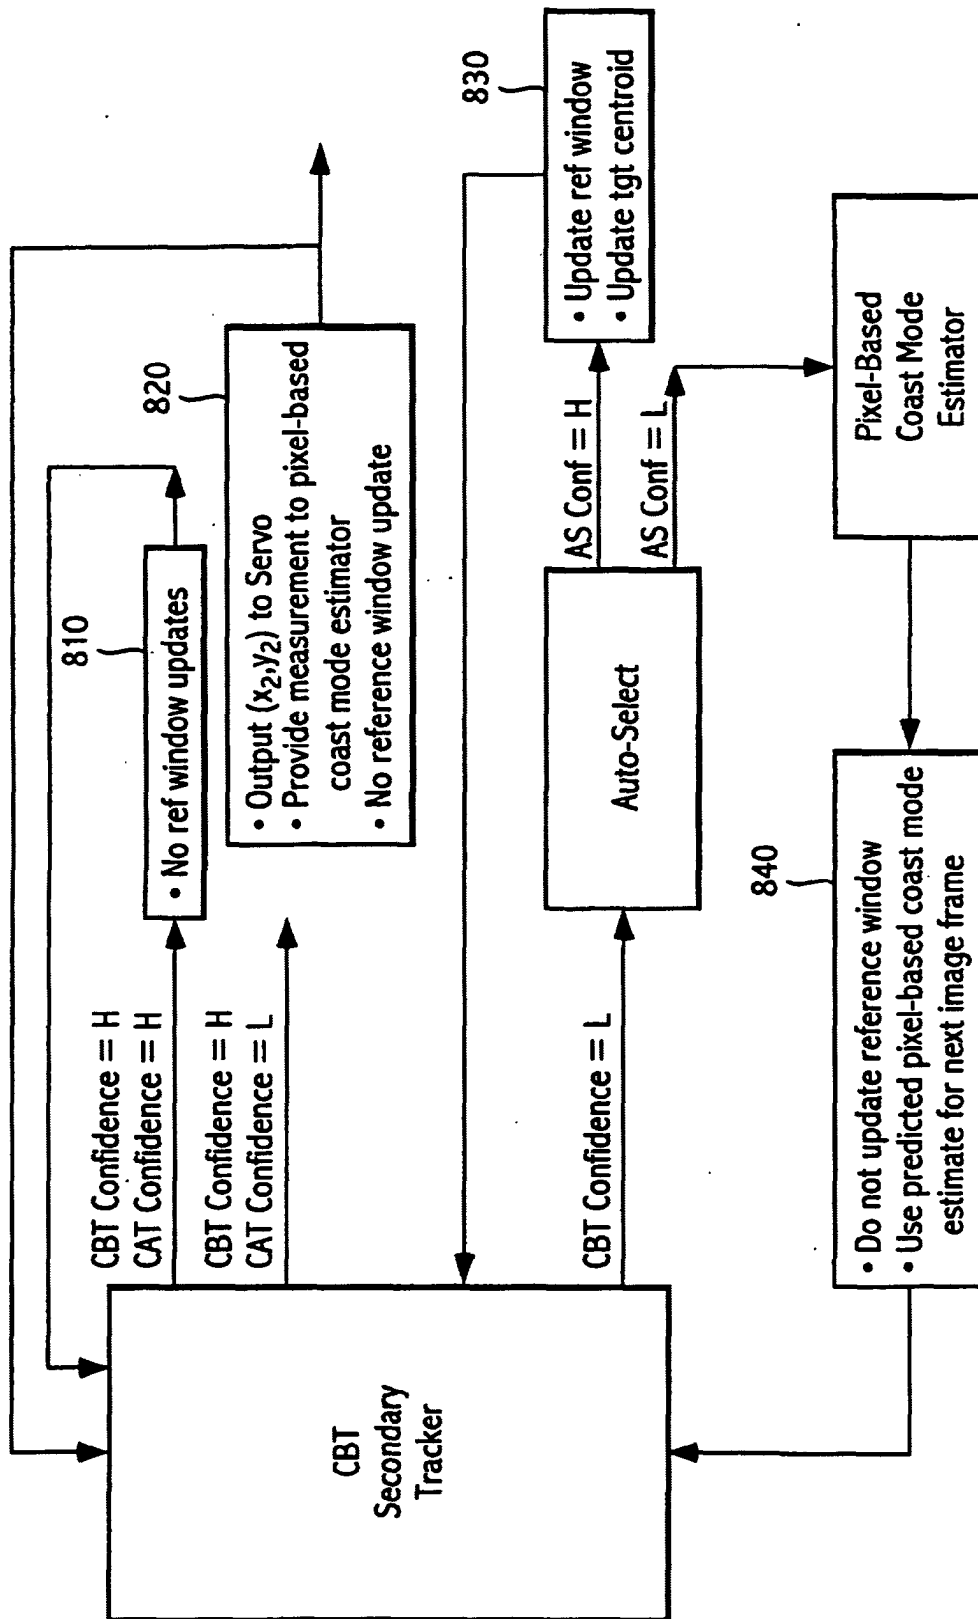 CBT
Secondary
Tracker
CBT Confidence = H
CAT Confidence = H
810
• No ref window updates
CBT Confidence = H
CAT Confidence = L
820
• Output (x₂,y₂) to Servo
• Provide measurement to pixel-based
coast mode estimator
• No reference window update
CBT Confidence = L
Auto-Select
AS Conf = H
AS Conf = L
830
• Update ref window
• Update tgt centroid
Pixel-Based
Coast Mode
Estimator
840
• Do not update reference window
• Use predicted pixel-based coast mode
estimate for next image frame